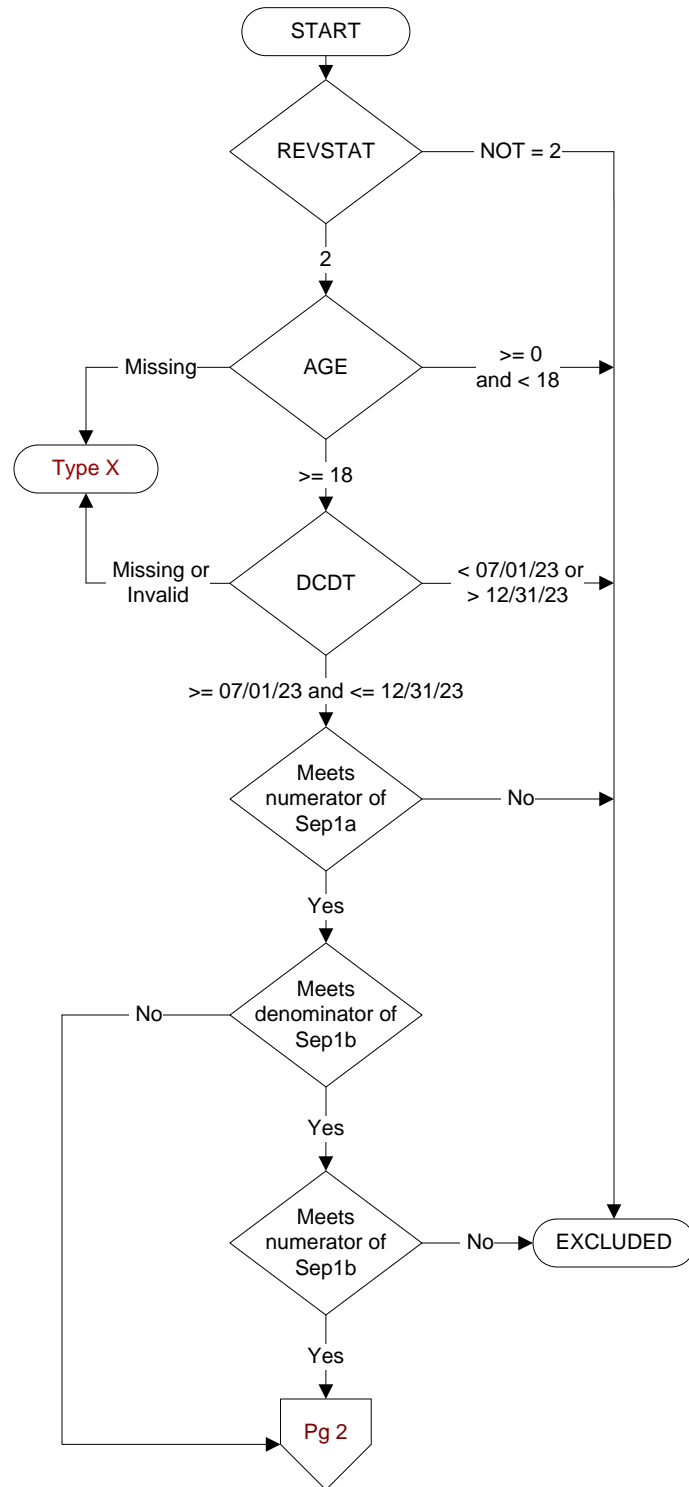 START
REVSTAT
NOT = 2
2
AGE
Missing
>= 0
and < 18
Type X
>= 18
DCDT
Missing or
Invalid
< 07/01/23 or
> 12/31/23
>= 07/01/23 and <= 12/31/23
Meets
numerator of
Sep1a
No
Yes
Meets
denominator of
Sep1b
No
Yes
Meets
numerator of
Sep1b
No
EXCLUDED
Yes
Pg 2